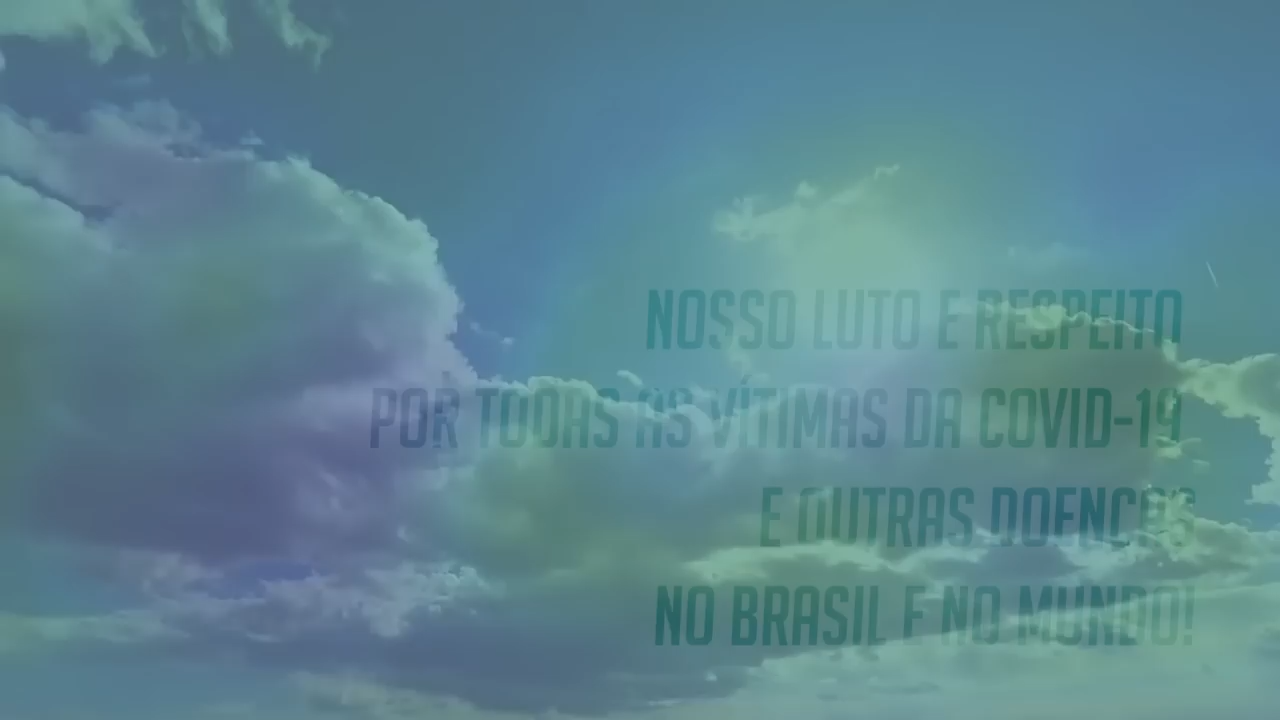 NOSSO LUTO E RESPEITO
POR TODAS AS VÍTIMAS DA COVID-19
E OUTRAS DOENÇAS
NO BRASIL E NO MUNDO!